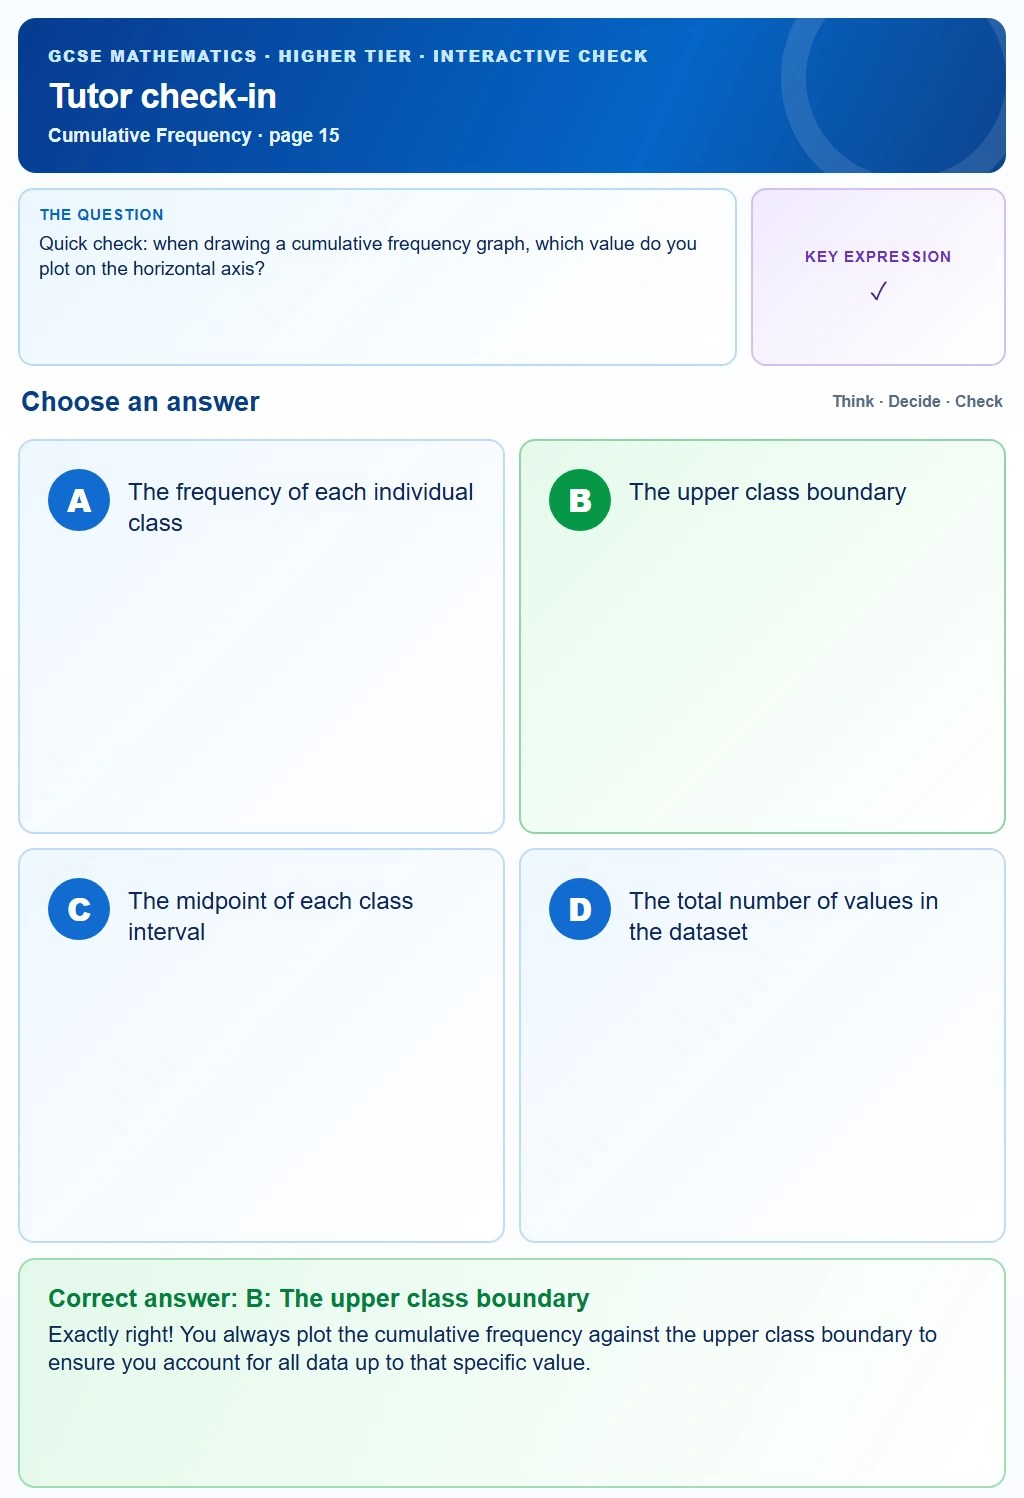 GCSE MATHEMATICS · HIGHER TIER · INTERACTIVE CHECK
Tutor check-in
Cumulative Frequency · page 15
THE QUESTION
Quick check: when drawing a cumulative frequency graph, which value do you
plot on the horizontal axis?
KEY EXPRESSION
✓
Choose an answer
Think · Decide · Check
A
The frequency of each individual
class
B
The upper class boundary
C
The midpoint of each class
interval
D
The total number of values in
the dataset
Correct answer: B: The upper class boundary
Exactly right! You always plot the cumulative frequency against the upper class boundary to
ensure you account for all data up to that specific value.